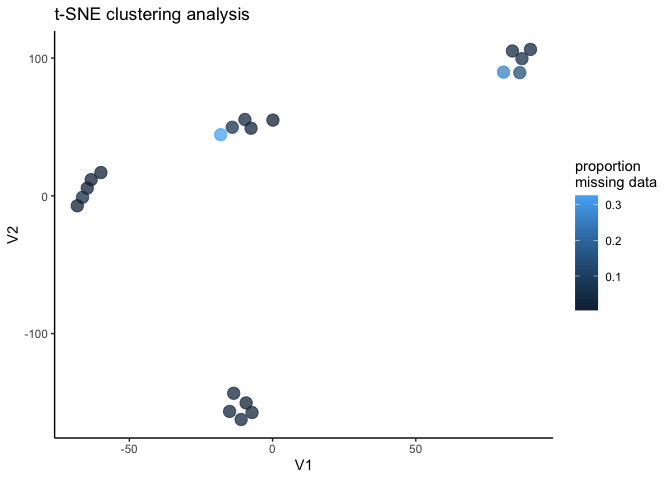 t-SNE clustering analysis
100
0
-100
V2
-50
0
50
V1
proportion
missing data
0.3
0.2
0.1